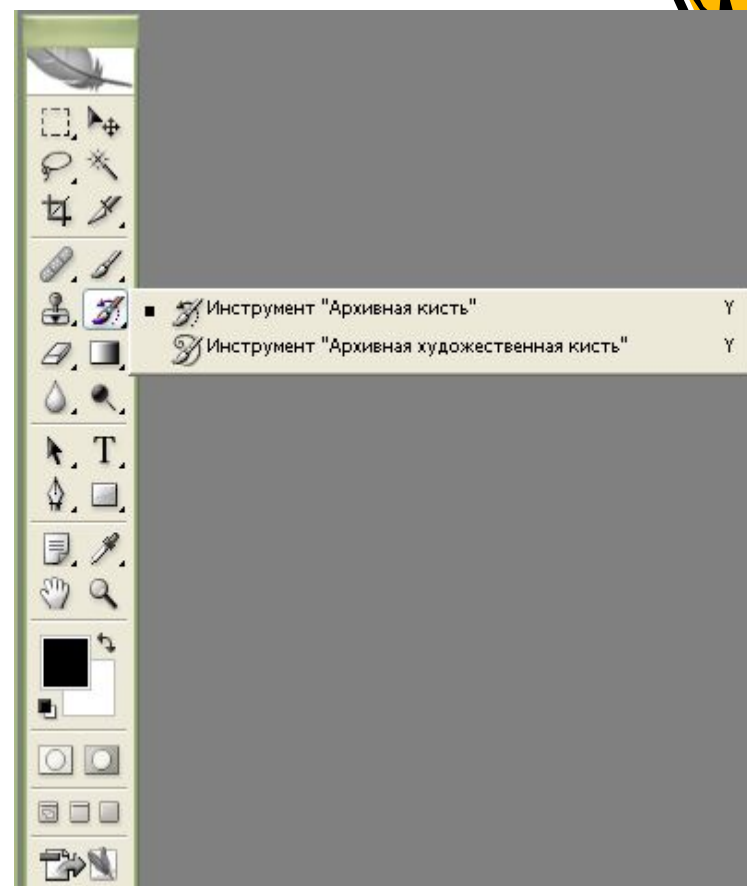 Инструмент "Архивная кисть" Y
Инструмент "Архивная художественная кисть" Y
T